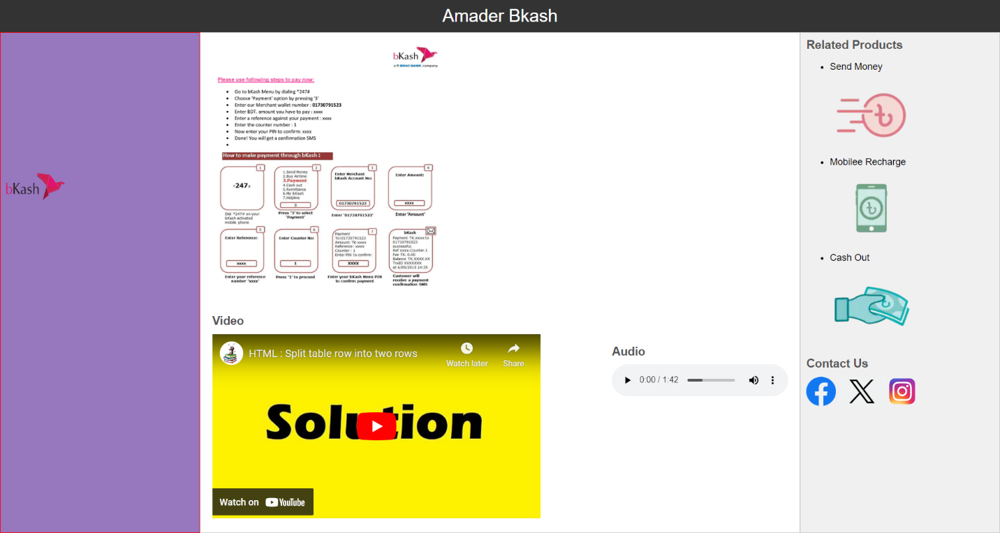 Amader Bkash
bKash
bKash
a BRAC BANK company
Please use following steps to pay now:
• Go to bKash Menu by dialing *247#
• Choose 'Payment' option by pressing '3'
• Enter our Merchant wallet number : 01730791523
• Enter BDT. amount you have to pay : xxxx
• Enter a reference against your payment : xxxx
• Enter the counter number : 1
• Now enter your PIN to confirm: xxxx
• Done! You will get a confirmation SMS
•
How to make payment through bKash :
1
*247#
Dial *247# on your
bKash activated
mobile phone
2
1.Send Money
2.Buy Airtime
3.Payment
4.Cash out
5.Remittance
6.My bKash
7.Helpline
3
Press '3' to select
'Payment'
3
Enter Merchant
bKash Account No:
01730791523
Enter '01730791523'
4
Enter Amount:
xxxx
Enter 'Amount'
5
Enter Reference:
xxxx
Enter your reference
number 'xxxx'
6
Enter Counter No:
1
Press '1' to proceed
7
Payment
To:01730791523
Amount: TK xxxx
Reference: xxxx
Counter : 1
Enter PIN to confirm:
XXXX
Enter your bKash Menu PIN
to confirm payment
bKash
Payment TK.xxxx to
01730791523
successful.
Ref xxxx.Counter.1
Fee TK. 0.00
Balance TK.XXXX.XX
TrxID XXXXXXX
at 6/09/2015 14:35
Customer will
receive a payment
confirmation SMS
Video
HTML : Split table row into two rows
Watch later
Share
Solution
Watch on YouTube
Audio
0:00 / 1:42
Related Products
• Send Money
৳
• Mobilee Recharge
৳
• Cash Out
৳
Contact Us